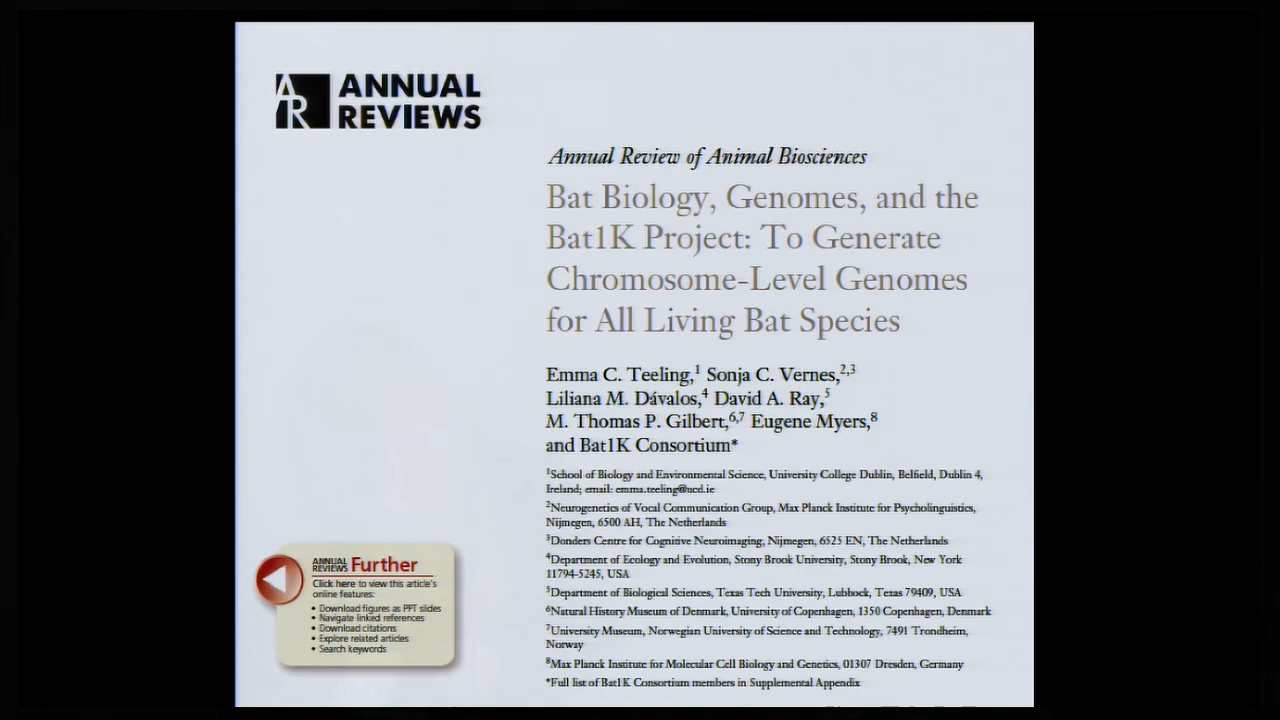 ANNUAL
REVIEWS
Annual Review of Animal Biosciences
Bat Biology, Genomes, and the
Bat1K Project: To Generate
Chromosome-Level Genomes
for All Living Bat Species
Emma C. Teeling,1 Sonja C. Vernes,2,3
Liliana M. Dávalos,4 David A. Ray,5
M. Thomas P. Gilbert,6,7 Eugene Myers,8
and Bat1K Consortium*
1School of Biology and Environmental Science, University College Dublin, Belfield, Dublin 4,
Ireland; email: emma.teeling@ucd.ie
2Neurogenetics of Vocal Communication Group, Max Planck Institute for Psycholinguistics,
Nijmegen, 6500 AH, The Netherlands
3Donders Centre for Cognitive Neuroimaging, Nijmegen, 6525 EN, The Netherlands
4Department of Ecology and Evolution, Stony Brook University, Stony Brook, New York
11794-5245, USA
5Department of Biological Sciences, Texas Tech University, Lubbock, Texas 79409, USA
6Natural History Museum of Denmark, University of Copenhagen, 1350 Copenhagen, Denmark
7University Museum, Norwegian University of Science and Technology, 7491 Trondheim,
Norway
8Max Planck Institute for Molecular Cell Biology and Genetics, 01307 Dresden, Germany
*Full list of Bat1K Consortium members in Supplemental Appendix
ANNUAL
REVIEWS Further
Click here to view this article's
online features:
• Download figures as PPT slides
• Navigate linked references
• Download citations
• Explore related articles
• Search keywords